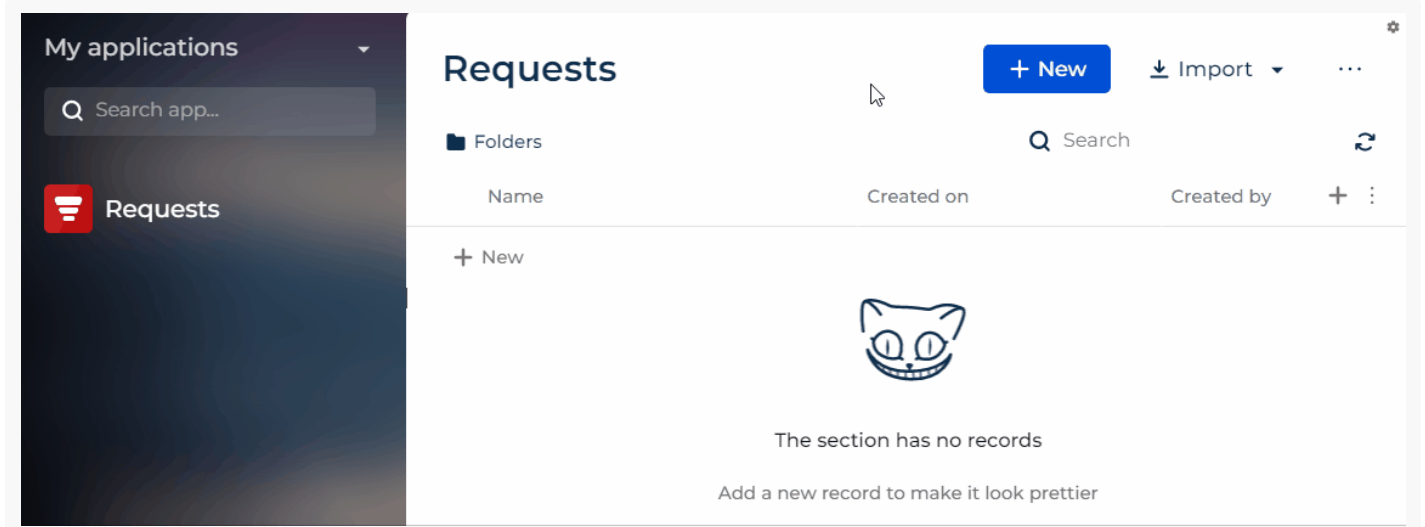 My applications
Search app...
Requests
Requests
New
Import
...
Folders
Search
Name
Created on
Created by
New
The section has no records
Add a new record to make it look prettier